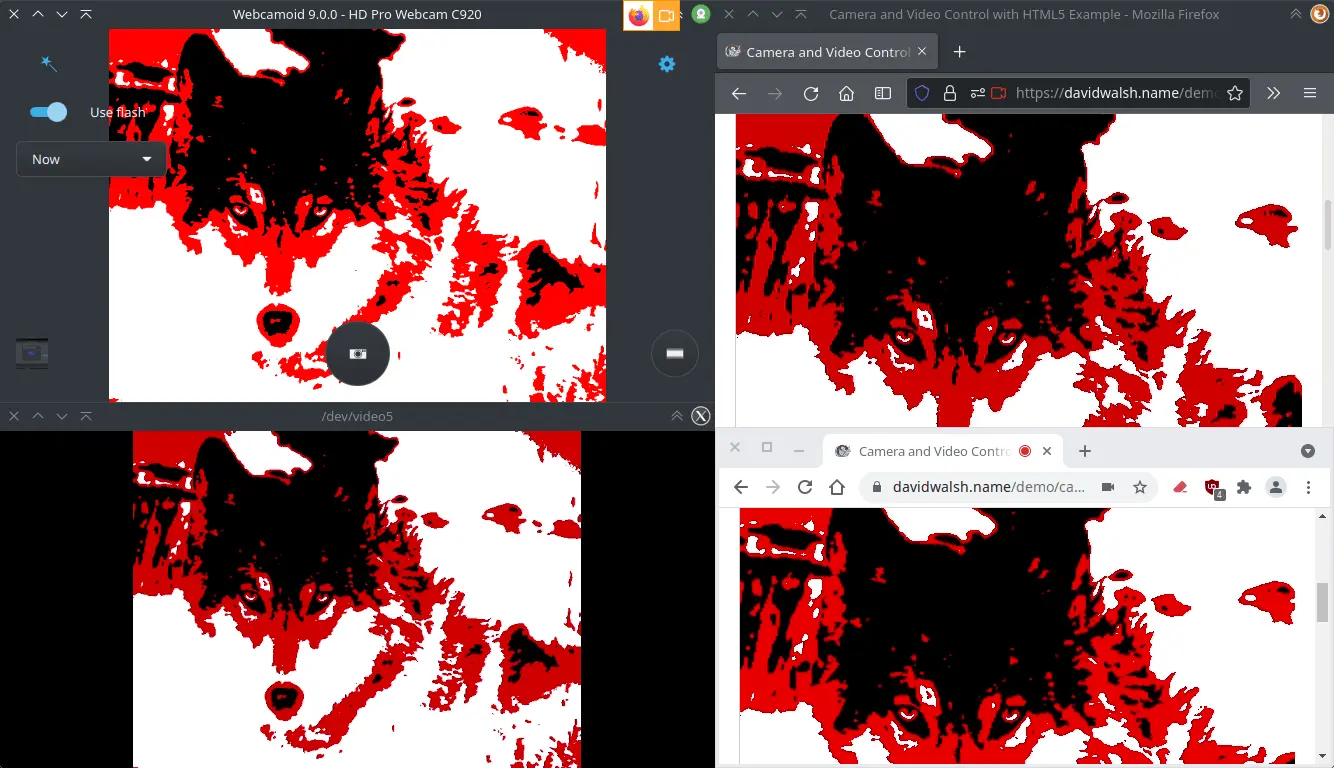 Webcamoid 9.0.0 - HD Pro Webcam C920
Use flash
Now
Camera and Video Control with HTML5 Example - Mozilla Firefox
Camera and Video Control
https://davidwalsh.name/demo
/dev/video5
Camera and Video Contro
davidwalsh.name/demo/ca...
4